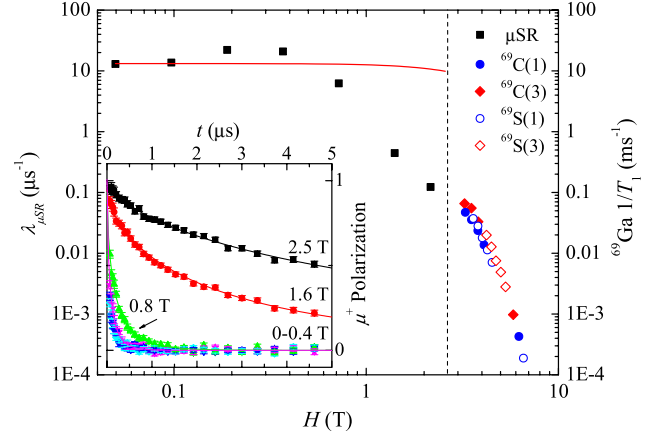 100
10
1
0.1
0.01
1E-3
1E-4
λμSR (μs⁻¹)
0.1
1
10
H (T)
100
10
1
0.1
0.01
1E-3
1E-4
⁶⁹Ga 1/T₁ (ms⁻¹)
μSR
⁶⁹C(1)
⁶⁹C(3)
⁶⁹S(1)
⁶⁹S(3)
t (μs)
0 1 2 3 4 5
1
0
μ⁺ Polarization
2.5 T
1.6 T
0.8 T
0-0.4 T